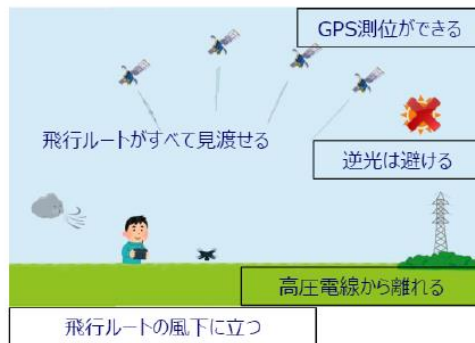 GPS測位ができる
飛行ルートがすべて見渡せる
逆光は避ける
高圧電線から離れる
飛行ルートの風下に立つ